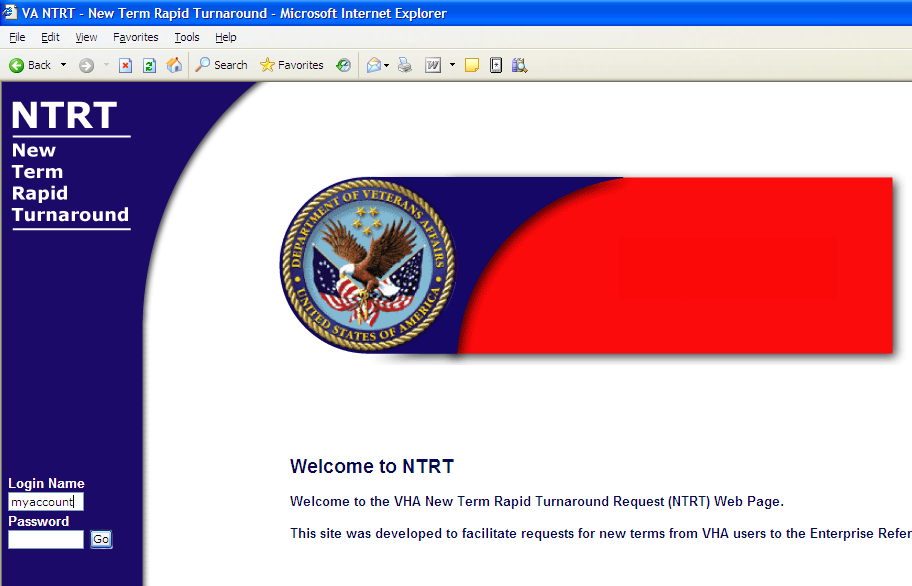 VA NTRT - New Term Rapid Turnaround - Microsoft Internet Explorer
File Edit View Favorites Tools Help
Back Search Favorites W
NTRT
New
Term
Rapid
Turnaround
DEPARTMENT OF VETERANS AFFAIRS
UNITED STATES OF AMERICA
Welcome to NTRT
Welcome to the VHA New Term Rapid Turnaround Request (NTRT) Web Page.
This site was developed to facilitate requests for new terms from VHA users to the Enterprise Refer
Login Name
myaccount
Password
Go